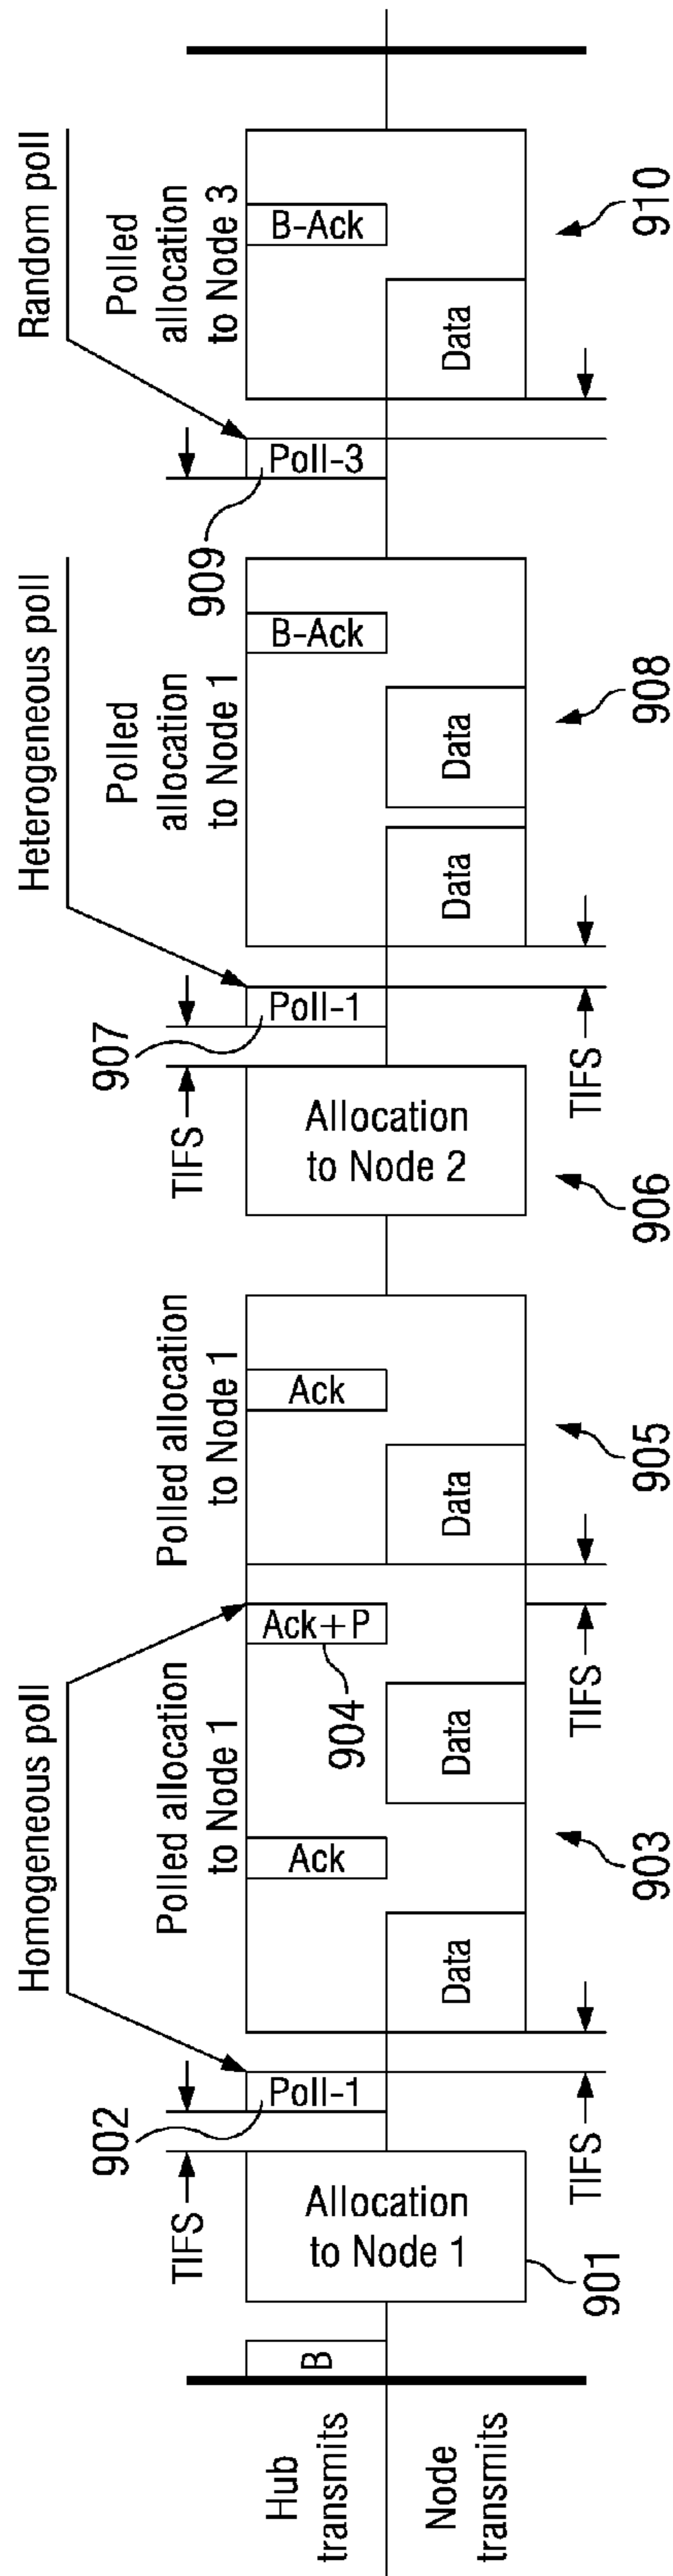 Homogeneous poll
Heterogeneous poll
Random poll
Polled allocation
to Node 1
Polled allocation
to Node 1
Polled
allocation
to Node 1
Polled
allocation
to Node 3
902
907
909
TIFS
TIFS
Hub
transmits
B
Allocation
to Node 1
Poll-1
Ack
Ack+P
904
Ack
Allocation
to Node 2
Poll-1
B-Ack
Poll-3
B-Ack
Node
transmits
Data
Data
Data
Data
Data
Data
TIFS
TIFS
TIFS
901
903
905
906
908
910